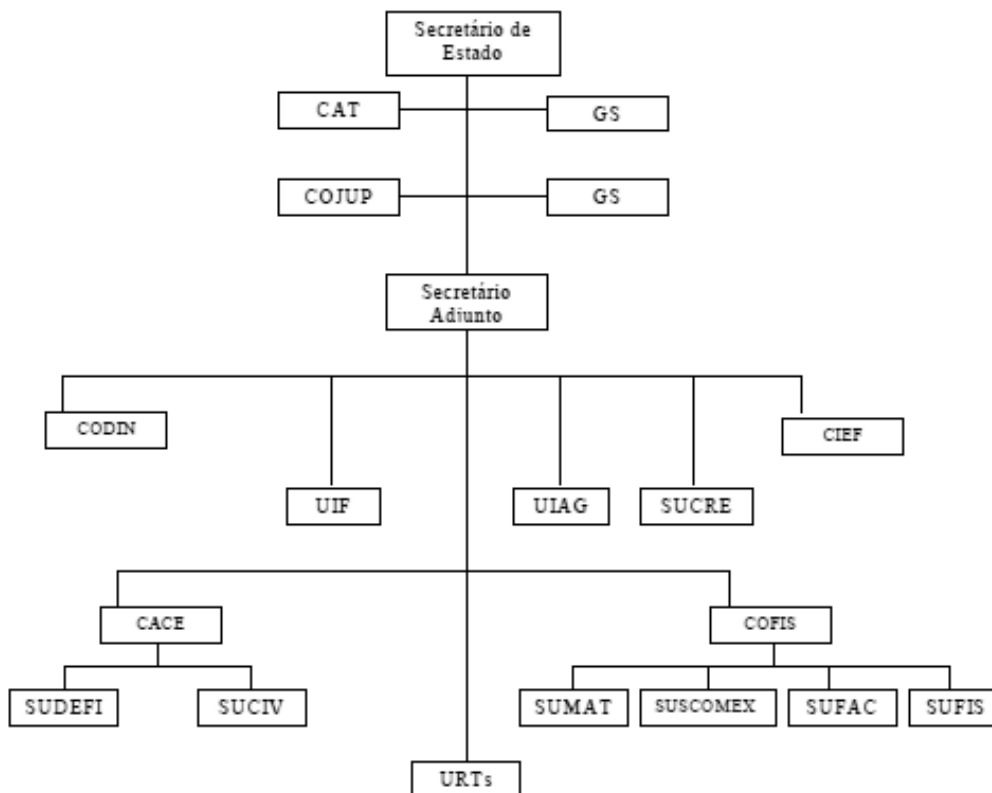 Secretário de
Estado
CAT
GS
COJUP
GS
Secretário
Adjunto
CODIN
CIEF
UIF
UIAG
SUCRE
CACE
COFIS
SUDEFI
SUCIV
SUMAT
SUSCOMEX
SUFAC
SUFIS
URTs